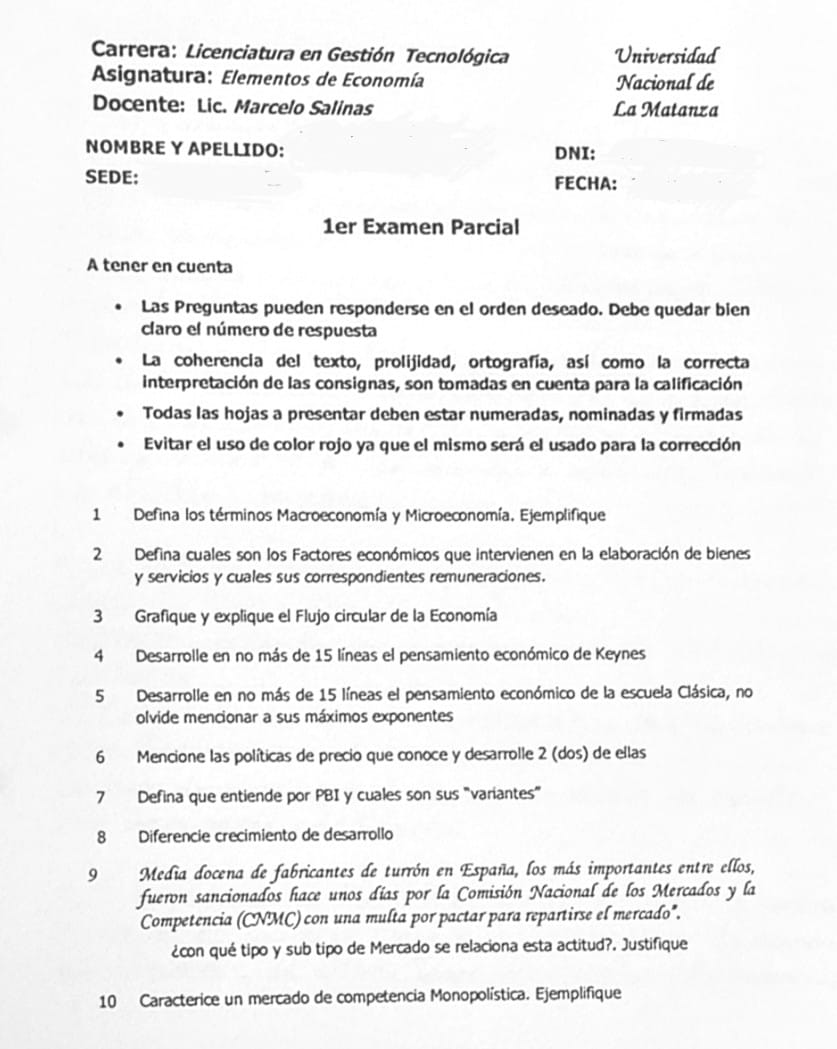 Carrera: Licenciatura en Gestión Tecnológica
Universidad
Asignatura: Elementos de Economía
Nacional de
Docente: Lic. Marcelo Salinas
La Matanza
NOMBRE Y APELLIDO:
DNI:
SEDE:
FECHA:
1er Examen Parcial
A tener en cuenta
• Las Preguntas pueden responderse en el orden deseado. Debe quedar bien
claro el número de respuesta
• La coherencia del texto, prolijidad, ortografía, así como la correcta
interpretación de las consignas, son tomadas en cuenta para la calificación
• Todas las hojas a presentar deben estar numeradas, nominadas y firmadas
• Evitar el uso de color rojo ya que el mismo será el usado para la corrección
1 Defina los términos Macroeconomía y Microeconomía. Ejemplifique
2 Defina cuales son los Factores económicos que intervienen en la elaboración de bienes
y servicios y cuales sus correspondientes remuneraciones.
3 Grafique y explique el Flujo circular de la Economía
4 Desarrolle en no más de 15 líneas el pensamiento económico de Keynes
5 Desarrolle en no más de 15 líneas el pensamiento económico de la escuela Clásica, no
olvide mencionar a sus máximos exponentes
6 Mencione las políticas de precio que conoce y desarrolle 2 (dos) de ellas
7 Defina que entiende por PBI y cuales son sus "variantes"
8 Diferencie crecimiento de desarrollo
9 Media docena de fabricantes de turrón en España, los más importantes entre ellos,
fueron sancionados hace unos días por la Comisión Nacional de los Mercados y la
Competencia (CNMC) con una multa por pactar para repartirse el mercado".
¿con qué tipo y sub tipo de Mercado se relaciona esta actitud?. Justifique
10 Caracterice un mercado de competencia Monopolística. Ejemplifique